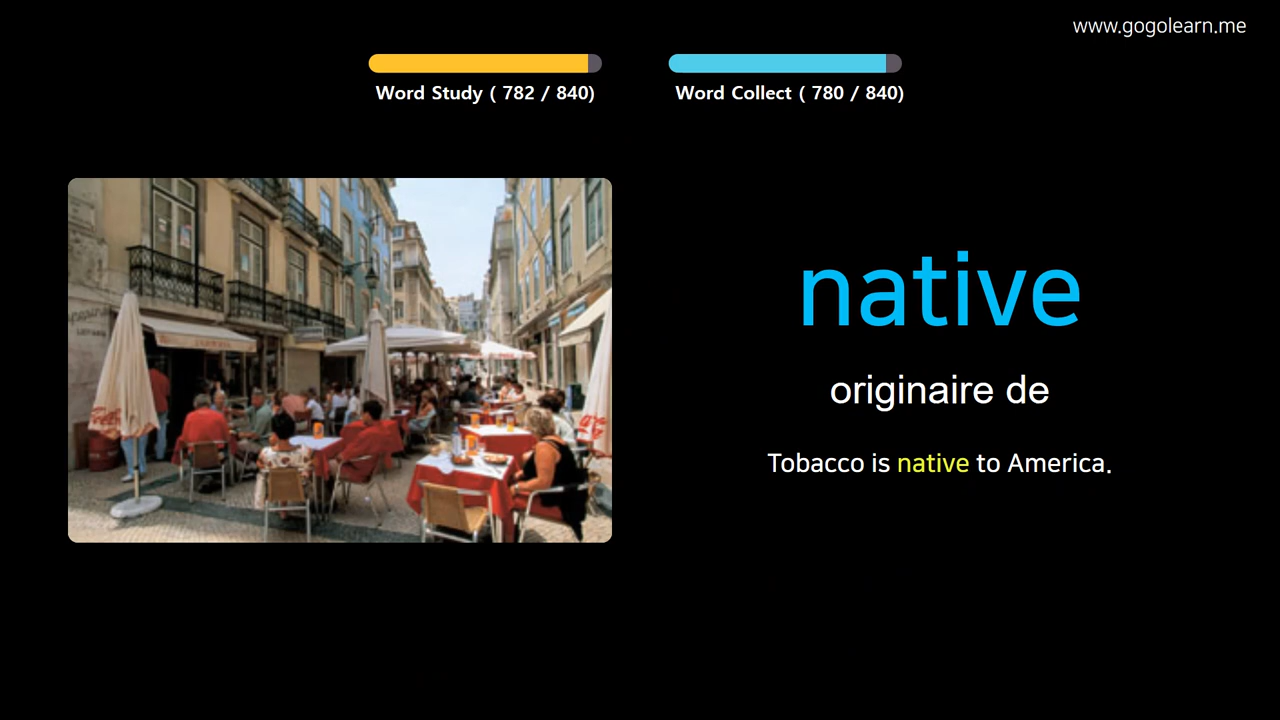 www.gogolearn.me
Word Study ( 782 / 840)
Word Collect ( 780 / 840)
native
originaire de
Tobacco is native to America.